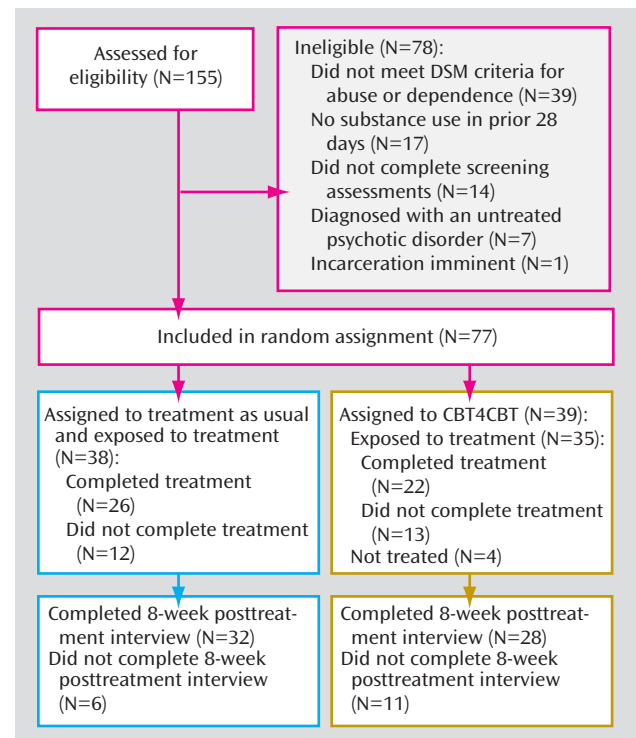 Assessed for
eligibility (N=155)
Ineligible (N=78):
Did not meet DSM criteria for
abuse or dependence (N=39)
No substance use in prior 28
days (N=17)
Did not complete screening
assessments (N=14)
Diagnosed with an untreated
psychotic disorder (N=7)
Incarceration imminent (N=1)
Included in random assignment (N=77)
Assigned to treatment as usual
and exposed to treatment
(N=38):
Completed treatment
(N=26)
Did not complete treatment
(N=12)
Assigned to CBT4CBT (N=39):
Exposed to treatment (N=35):
Completed treatment
(N=22)
Did not complete treatment
(N=13)
Not treated (N=4)
Completed 8-week posttreat-
ment interview (N=32)
Did not complete 8-week
posttreatment interview
(N=6)
Completed 8-week posttreat-
ment interview (N=28)
Did not complete 8-week
posttreatment interview
(N=11)